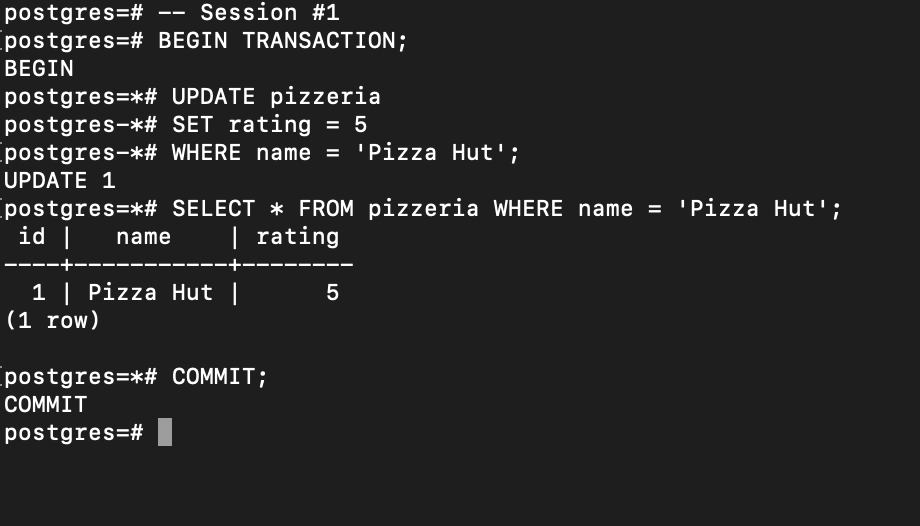 postgres=# -- Session #1
postgres=# BEGIN TRANSACTION;
BEGIN
postgres=*# UPDATE pizzeria
postgres-*# SET rating = 5
postgres-*# WHERE name = 'Pizza Hut';
UPDATE 1
postgres=*# SELECT * FROM pizzeria WHERE name = 'Pizza Hut';
 id |   name    | rating
----+-----------+--------
  1 | Pizza Hut |      5
(1 row)
postgres=*# COMMIT;
COMMIT
postgres=#